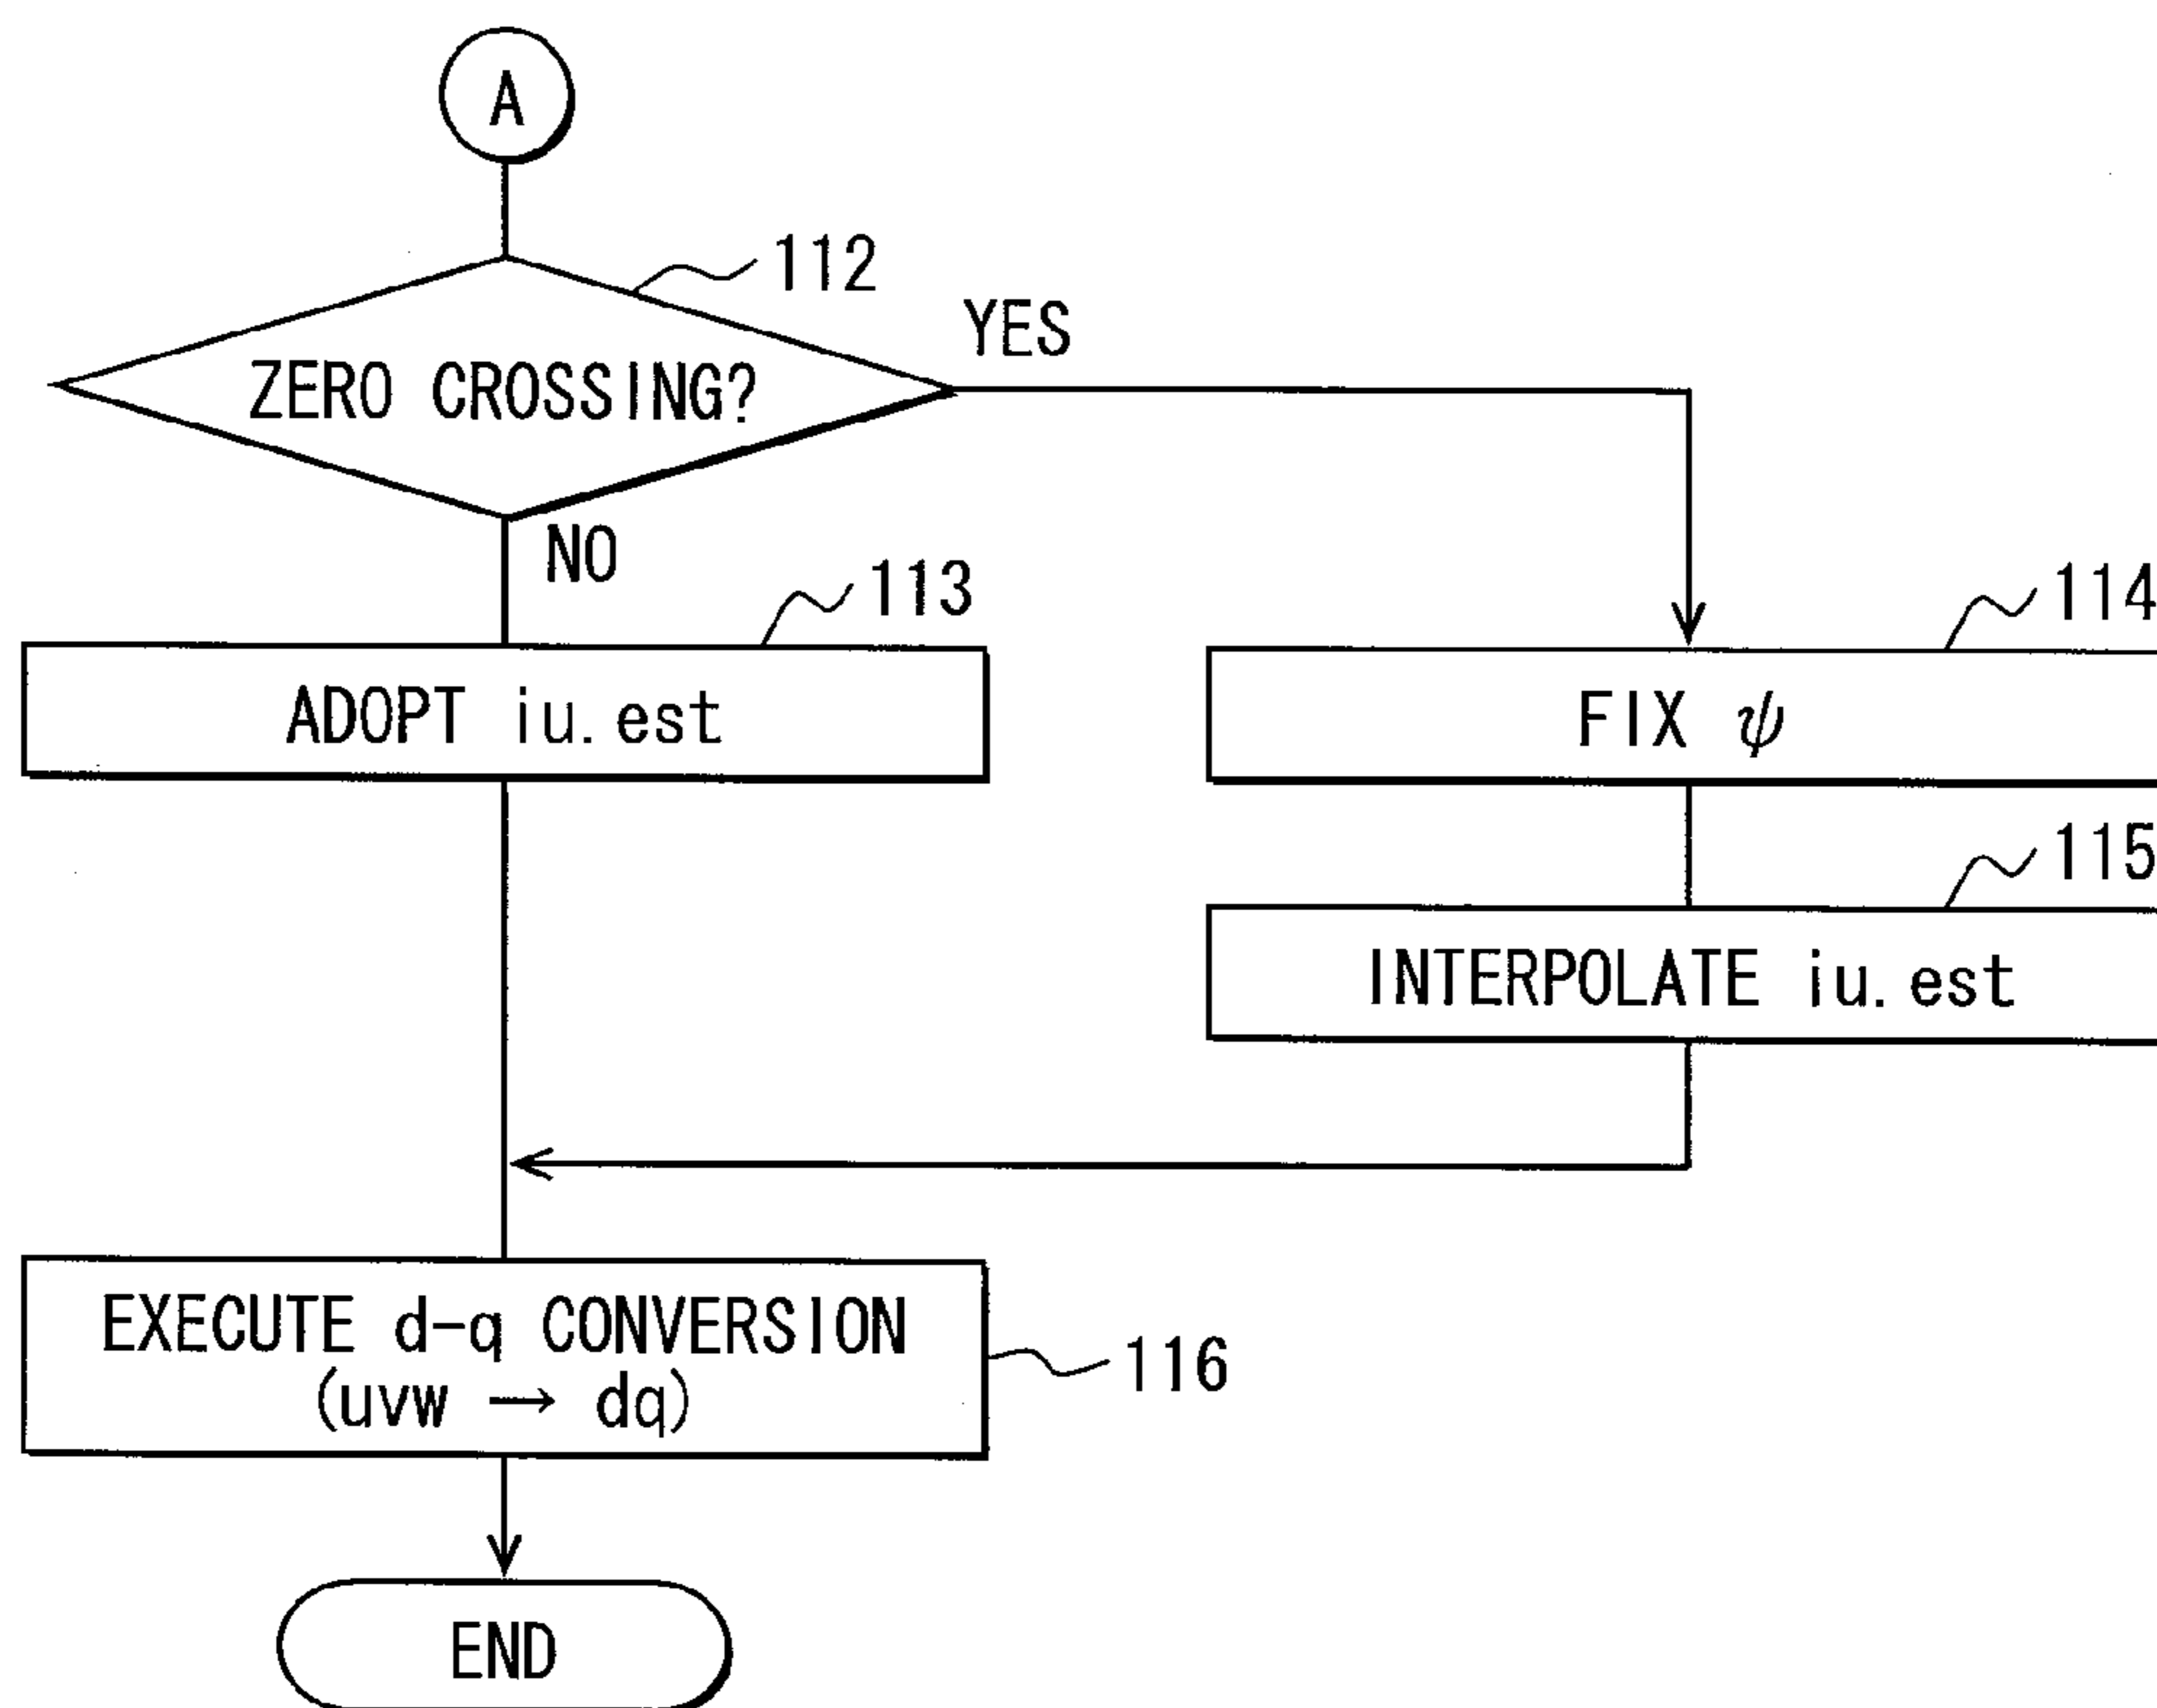 A
112
ZERO CROSSING?
YES
NO
113
114
ADOPT iu.est
FIX ψ
115
INTERPOLATE iu.est
EXECUTE d-q CONVERSION
(uvw → dq)
116
END